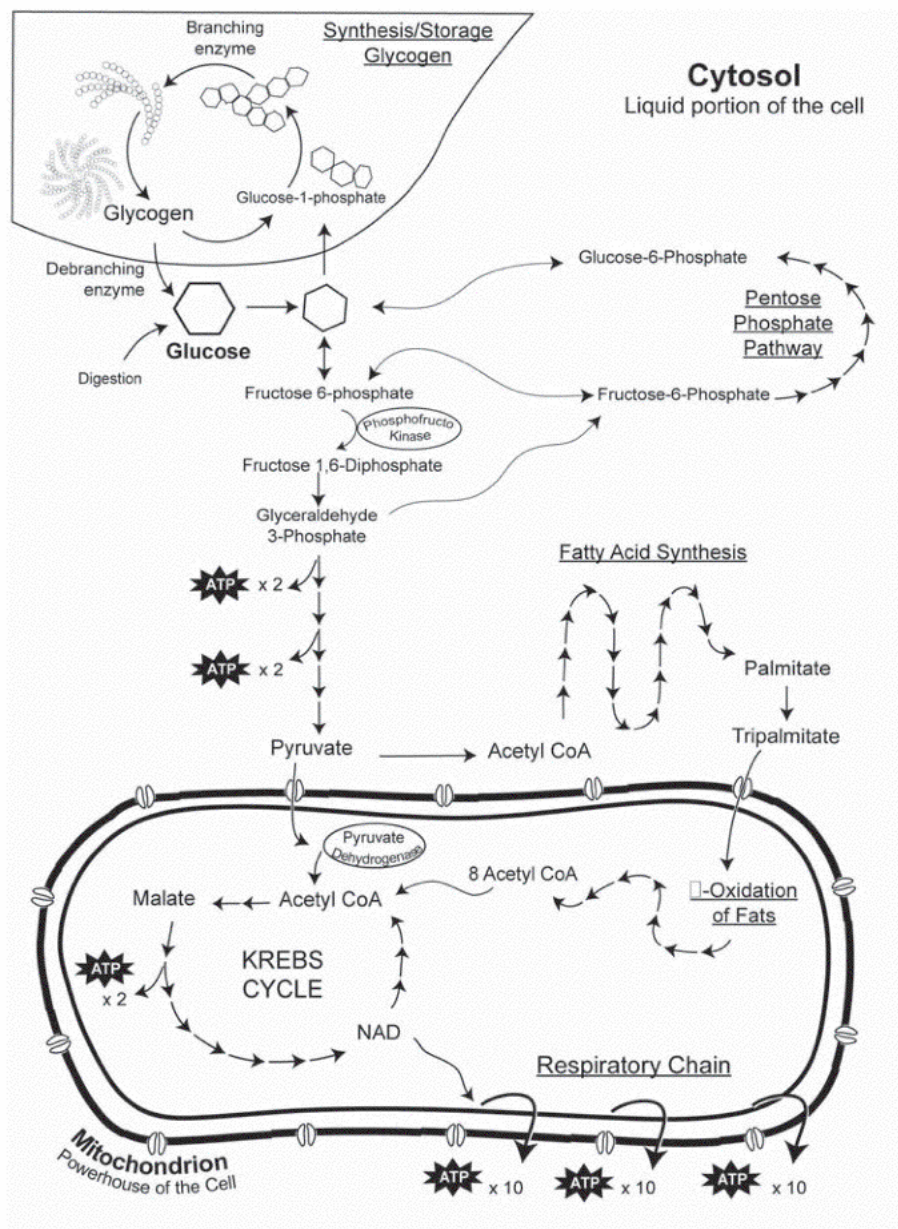 Branching
enzyme
Synthesis/Storage
Glycogen
Cytosol
Liquid portion of the cell
Glucose-1-phosphate
Glycogen
Debranching
enzyme
Glucose
Digestion
Glucose-6-Phosphate
Pentose
Phosphate
Pathway
Fructose 6-phosphate
Fructose-6-Phosphate
Phosphofructo
Kinase
Fructose 1,6-Diphosphate
Glyceraldehyde
3-Phosphate
ATP x 2
Fatty Acid Synthesis
ATP x 2
Palmitate
Tripalmitate
Pyruvate
Acetyl CoA
Pyruvate
Dehydrogenase
8 Acetyl CoA
Malate
Acetyl CoA
▯-Oxidation
of Fats
ATP
x 2
KREBS
CYCLE
NAD
Respiratory Chain
Mitochondrion
Powerhouse of the Cell
ATP x 10
ATP x 10
ATP x 10